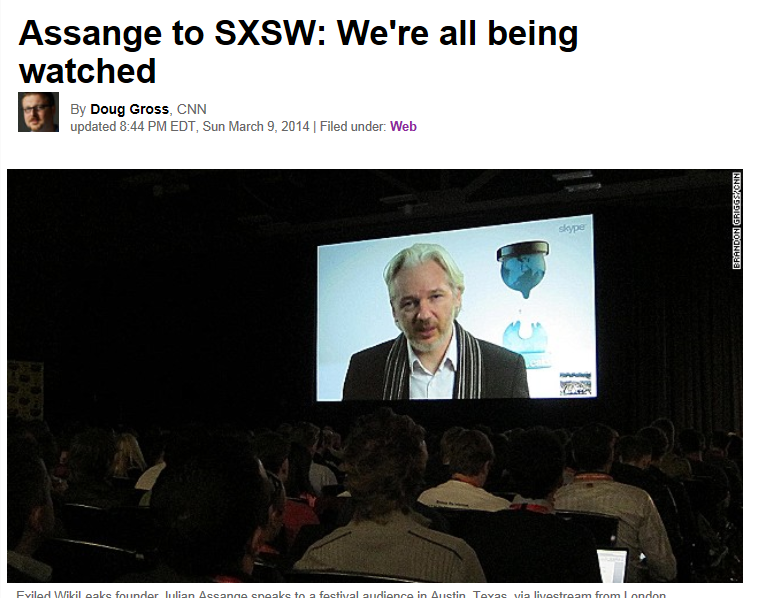 Assange to SXSW: We're all being
watched
By Doug Gross, CNN
updated 8:44 PM EDT, Sun March 9, 2014 | Filed under: Web
BRANDON GRIGGS/CNN
skype
Exiled WikiLeaks founder Julian Assange speaks to a festival audience in Austin, Texas, via livestream from London.